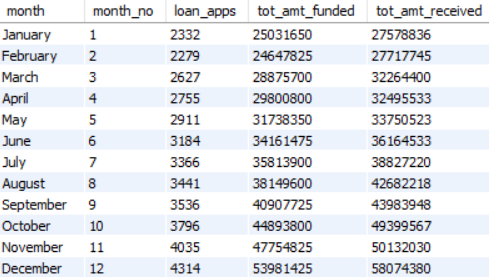 month month_no loan_apps tot_amt_funded tot_amt_received
January 1 2332 25031650 27578836
February 2 2279 24647825 27717745
March 3 2627 28875700 32264400
April 4 2755 29800800 32495533
May 5 2911 31738350 33750523
June 6 3184 34161475 36164533
July 7 3366 35813900 38827220
August 8 3441 38149600 42682218
September 9 3536 40907725 43983948
October 10 3796 44893800 49399567
November 11 4035 47754825 50132030
December 12 4314 53981425 58074380